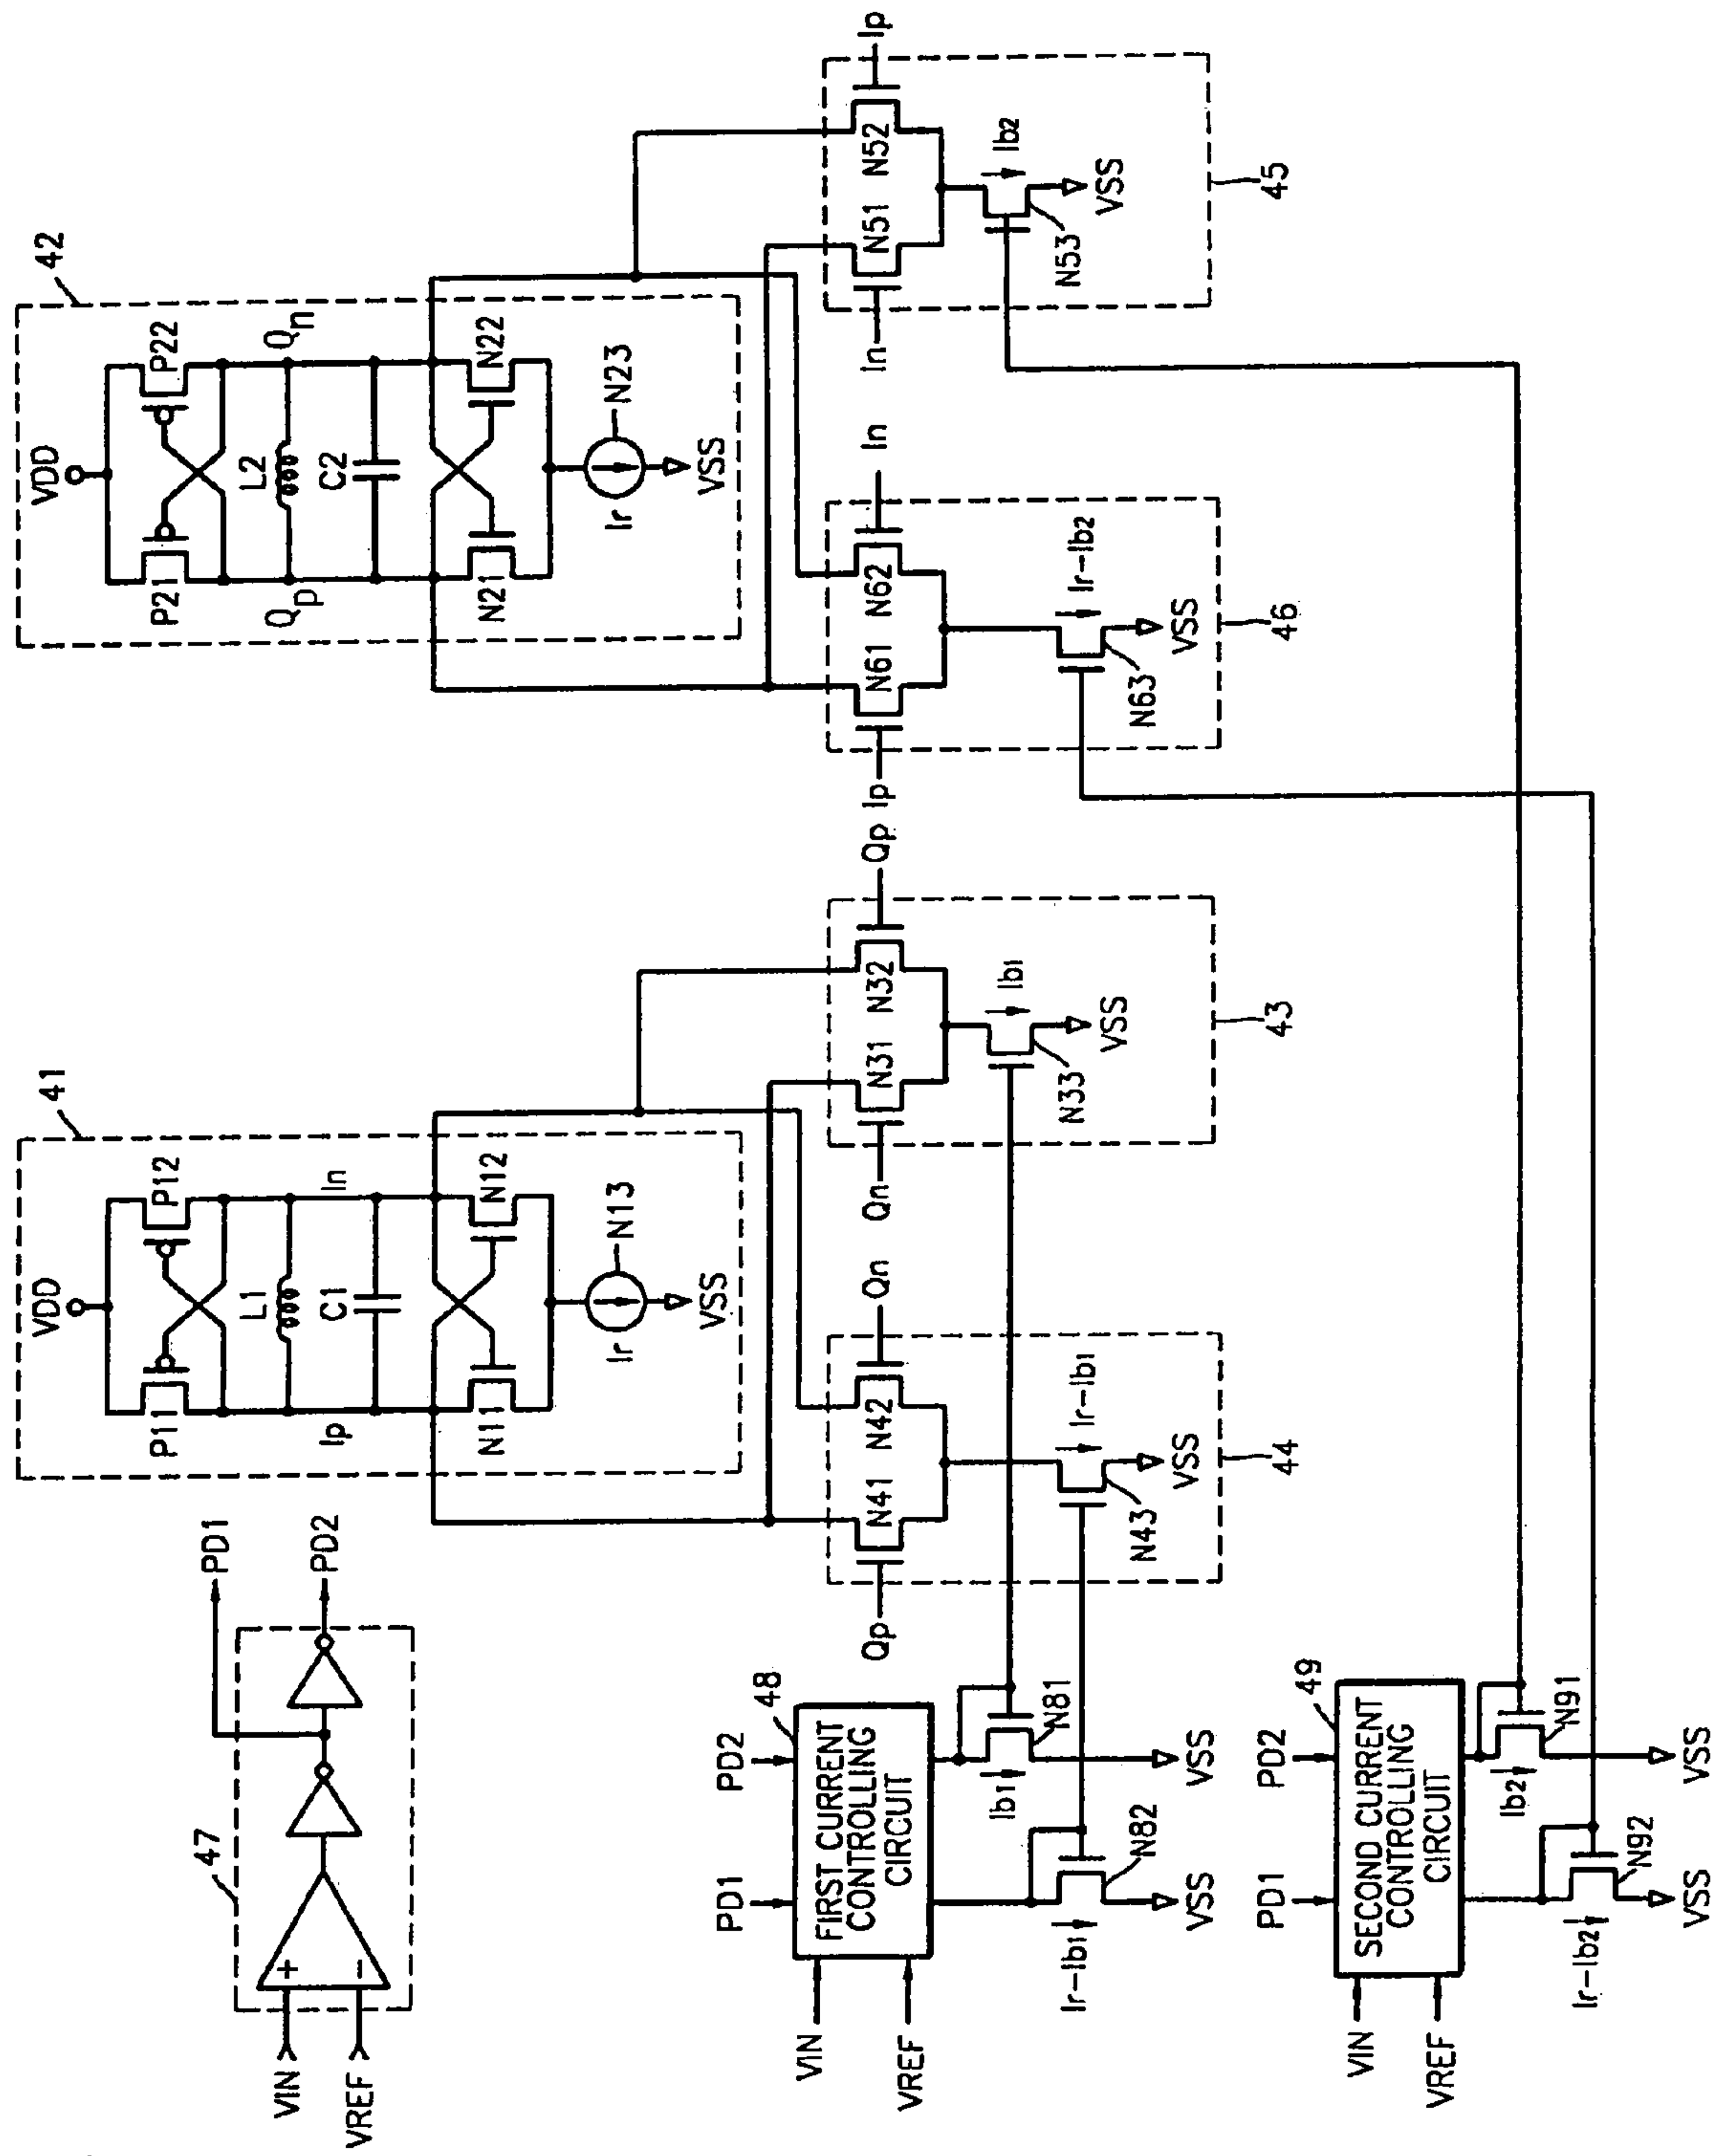 47
VIN
VREF
+
−
PD1
PD2
41
VDD
P11
P12
L1
C1
Ip
In
N11
N12
Ir
N13
VSS
42
VDD
P21
P22
L2
C2
Qp
Qn
N21
N22
Ir
N23
VSS
Qp
N41
N42
Qn
Ir-Ib1
N43
VSS
44
Qn
N31
N32
Qp
Ib1
N33
VSS
43
Ip
N61
N62
In
Ir-Ib2
N63
VSS
46
In
N51
N52
Ip
Ib2
N53
VSS
45
PD1
PD2
48
VIN
VREF
FIRST CURRENT
CONTROLLING
CIRCUIT
Ir-Ib1
N82
VSS
Ib1
N81
VSS
PD1
PD2
49
VIN
VREF
SECOND CURRENT
CONTROLLING
CIRCUIT
Ir-Ib2
N92
VSS
Ib2
N91
VSS